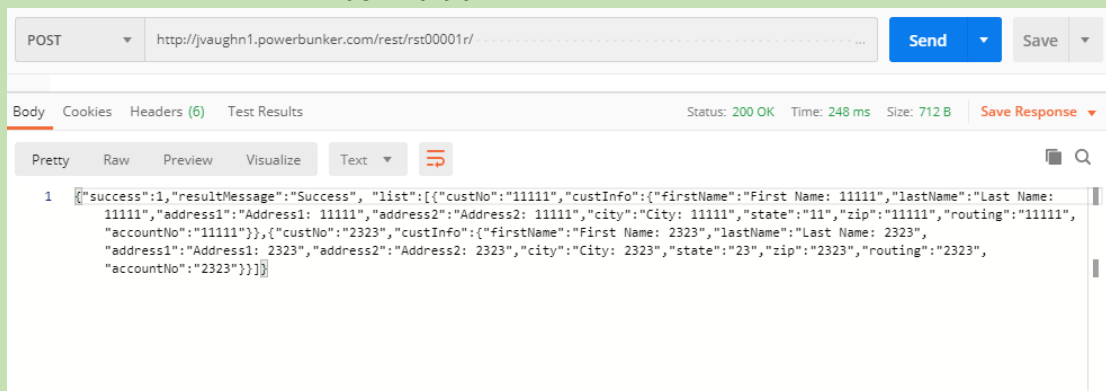 POST http://jvaughn1.powerbunker.com/rest/rst00001r/ ... Send Save
Body Cookies Headers (6) Test Results Status: 200 OK Time: 248 ms Size: 712 B Save Response
Pretty Raw Preview Visualize Text
1 {"success":1,"resultMessage":"Success", "list":[{"custNo":"11111","custInfo":{"firstName":"First Name: 11111","lastName":"Last Name:
11111","address1":"Address1: 11111","address2":"Address2: 11111","city":"City: 11111","state":"11","zip":"11111","routing":"11111",
"accountNo":"11111"}},{"custNo":"2323","custInfo":{"firstName":"First Name: 2323","lastName":"Last Name: 2323",
"address1":"Address1: 2323","address2":"Address2: 2323","city":"City: 2323","state":"23","zip":"2323","routing":"2323",
"accountNo":"2323"}}]}